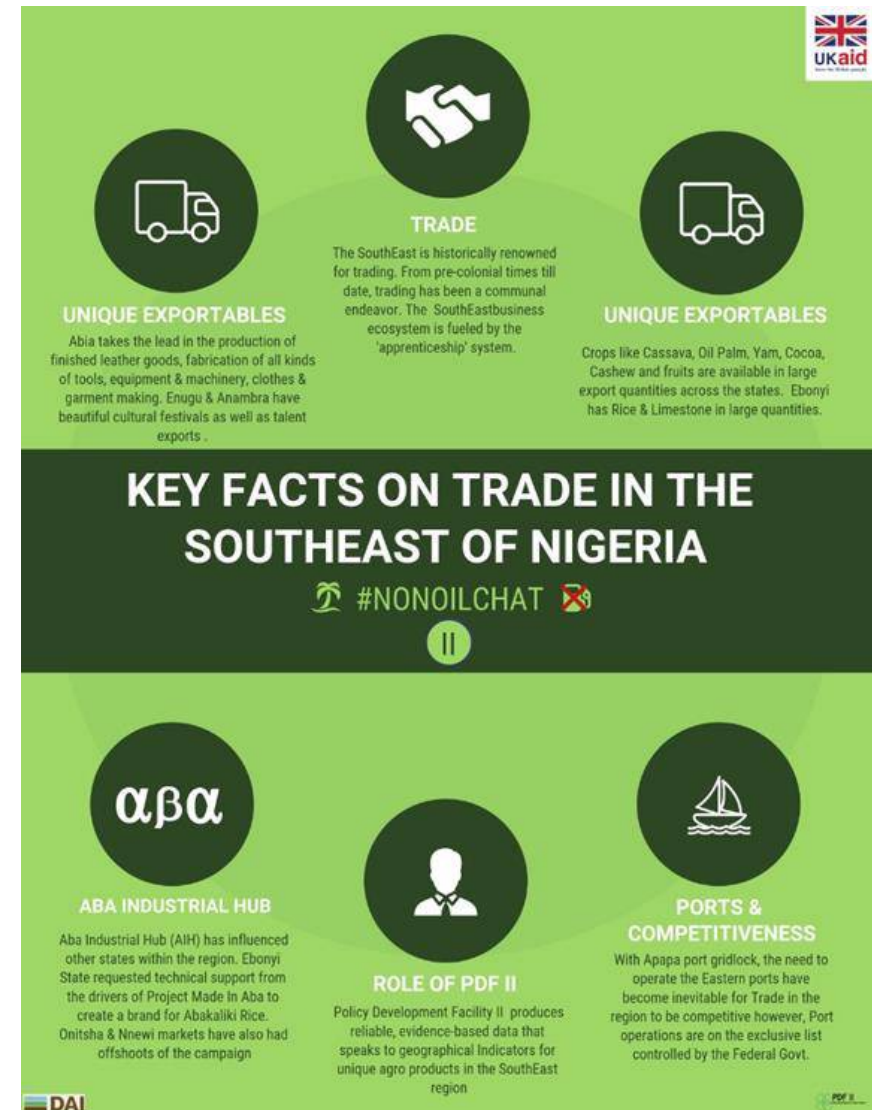 UKaid
TRADE
The SouthEast is historically renowned
for trading. From pre-colonial times till
date, trading has been a communal
endeavor. The SouthEastbusiness
ecosystem is fueled by the
'apprenticeship' system.
UNIQUE EXPORTABLES
Abia takes the lead in the production of
finished leather goods, fabrication of all kinds
of tools, equipment & machinery, clothes &
garment making. Enugu & Anambra have
beautiful cultural festivals as well as talent
exports .
UNIQUE EXPORTABLES
Crops like Cassava, Oil Palm, Yam, Cocoa,
Cashew and fruits are available in large
export quantities across the states. Ebonyi
has Rice & Limestone in large quantities.
KEY FACTS ON TRADE IN THE
SOUTHEAST OF NIGERIA
#NONOILCHAT
II
αβα
ABA INDUSTRIAL HUB
Aba Industrial Hub (AIH) has influenced
other states within the region. Ebonyi
State requested technical support from
the drivers of Project Made In Aba to
create a brand for Abakaliki Rice.
Onitsha & Nnewi markets have also had
offshoots of the campaign
ROLE OF PDF II
Policy Development Facility II produces
reliable, evidence-based data that
speaks to geographical Indicators for
unique agro products in the SouthEast
region
PORTS &
COMPETITIVENESS
With Apapa port gridlock, the need to
operate the Eastern ports have
become inevitable for Trade in the
region to be competitive however, Port
operations are on the exclusive list
controlled by the Federal Govt.
DAI
PDF II